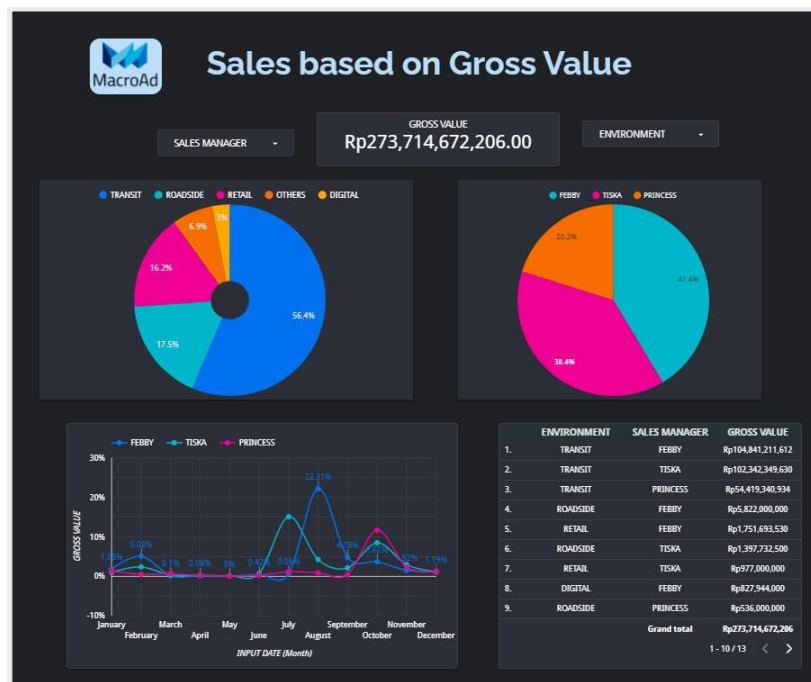 MacroAd
Sales based on Gross Value
SALES MANAGER
GROSS VALUE
Rp273,714,672,206.00
ENVIRONMENT
TRANSIT ROADSIDE RETAIL OTHERS DIGITAL
3%
6.9%
16.2%
17.5%
56.4%
FEBBY TISKA PRINCESS
20.2%
41.4%
38.4%
FEBBY TISKA PRINCESS
30%
20%
10%
0%
-10%
GROSS VALUE
22.21%
5.08%
0.1%
0.06%
0%
0.42%
4.78%
1.19%
January March May July September November
February April June August October December
INPUT DATE (Month)
ENVIRONMENT SALES MANAGER GROSS VALUE
1. TRANSIT FEBBY Rp104,841,211,612
2. TRANSIT TISKA Rp102,342,349,630
3. TRANSIT PRINCESS Rp54,419,340,934
4. ROADSIDE FEBBY Rp5,822,000,000
5. RETAIL FEBBY Rp1,751,693,530
6. ROADSIDE TISKA Rp1,397,732,500
7. RETAIL TISKA Rp977,000,000
8. DIGITAL FEBBY Rp827,944,000
9. ROADSIDE PRINCESS Rp536,000,000
Grand total Rp273,714,672,206
1 - 10 / 13